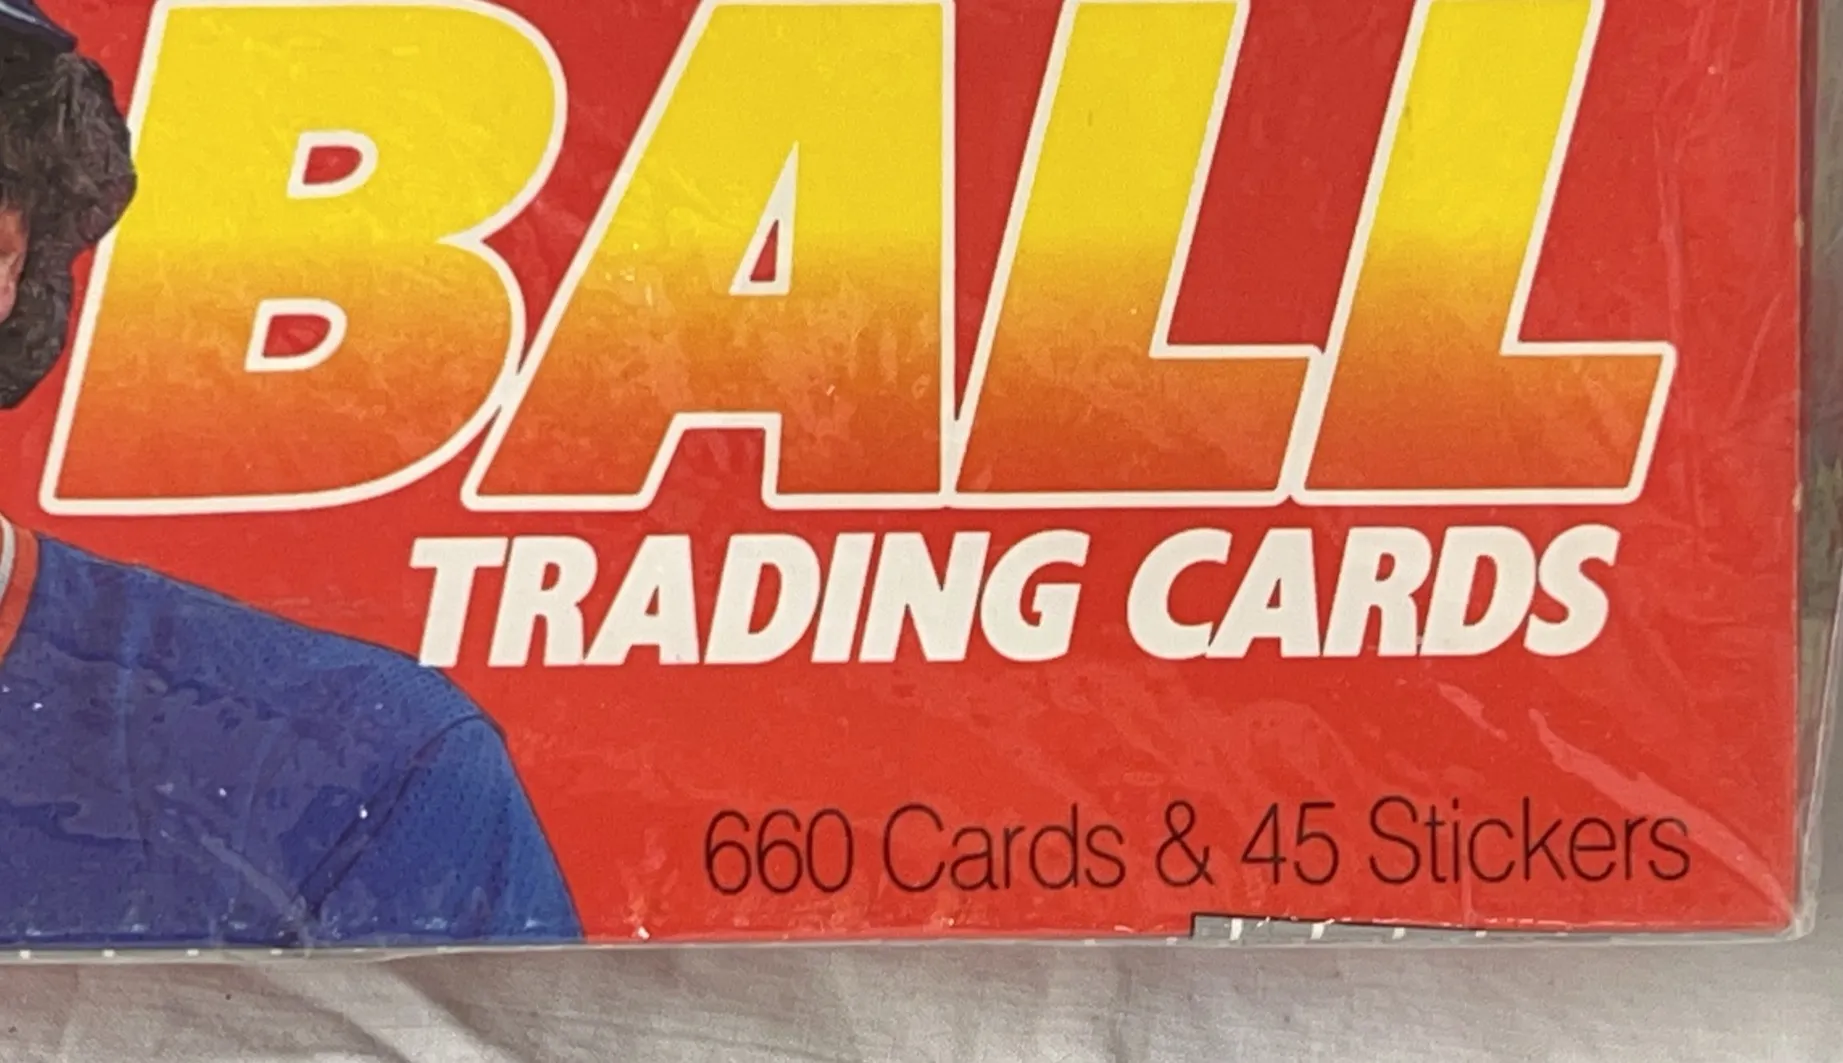 BALL
TRADING CARDS
660 Cards & 45 Stickers